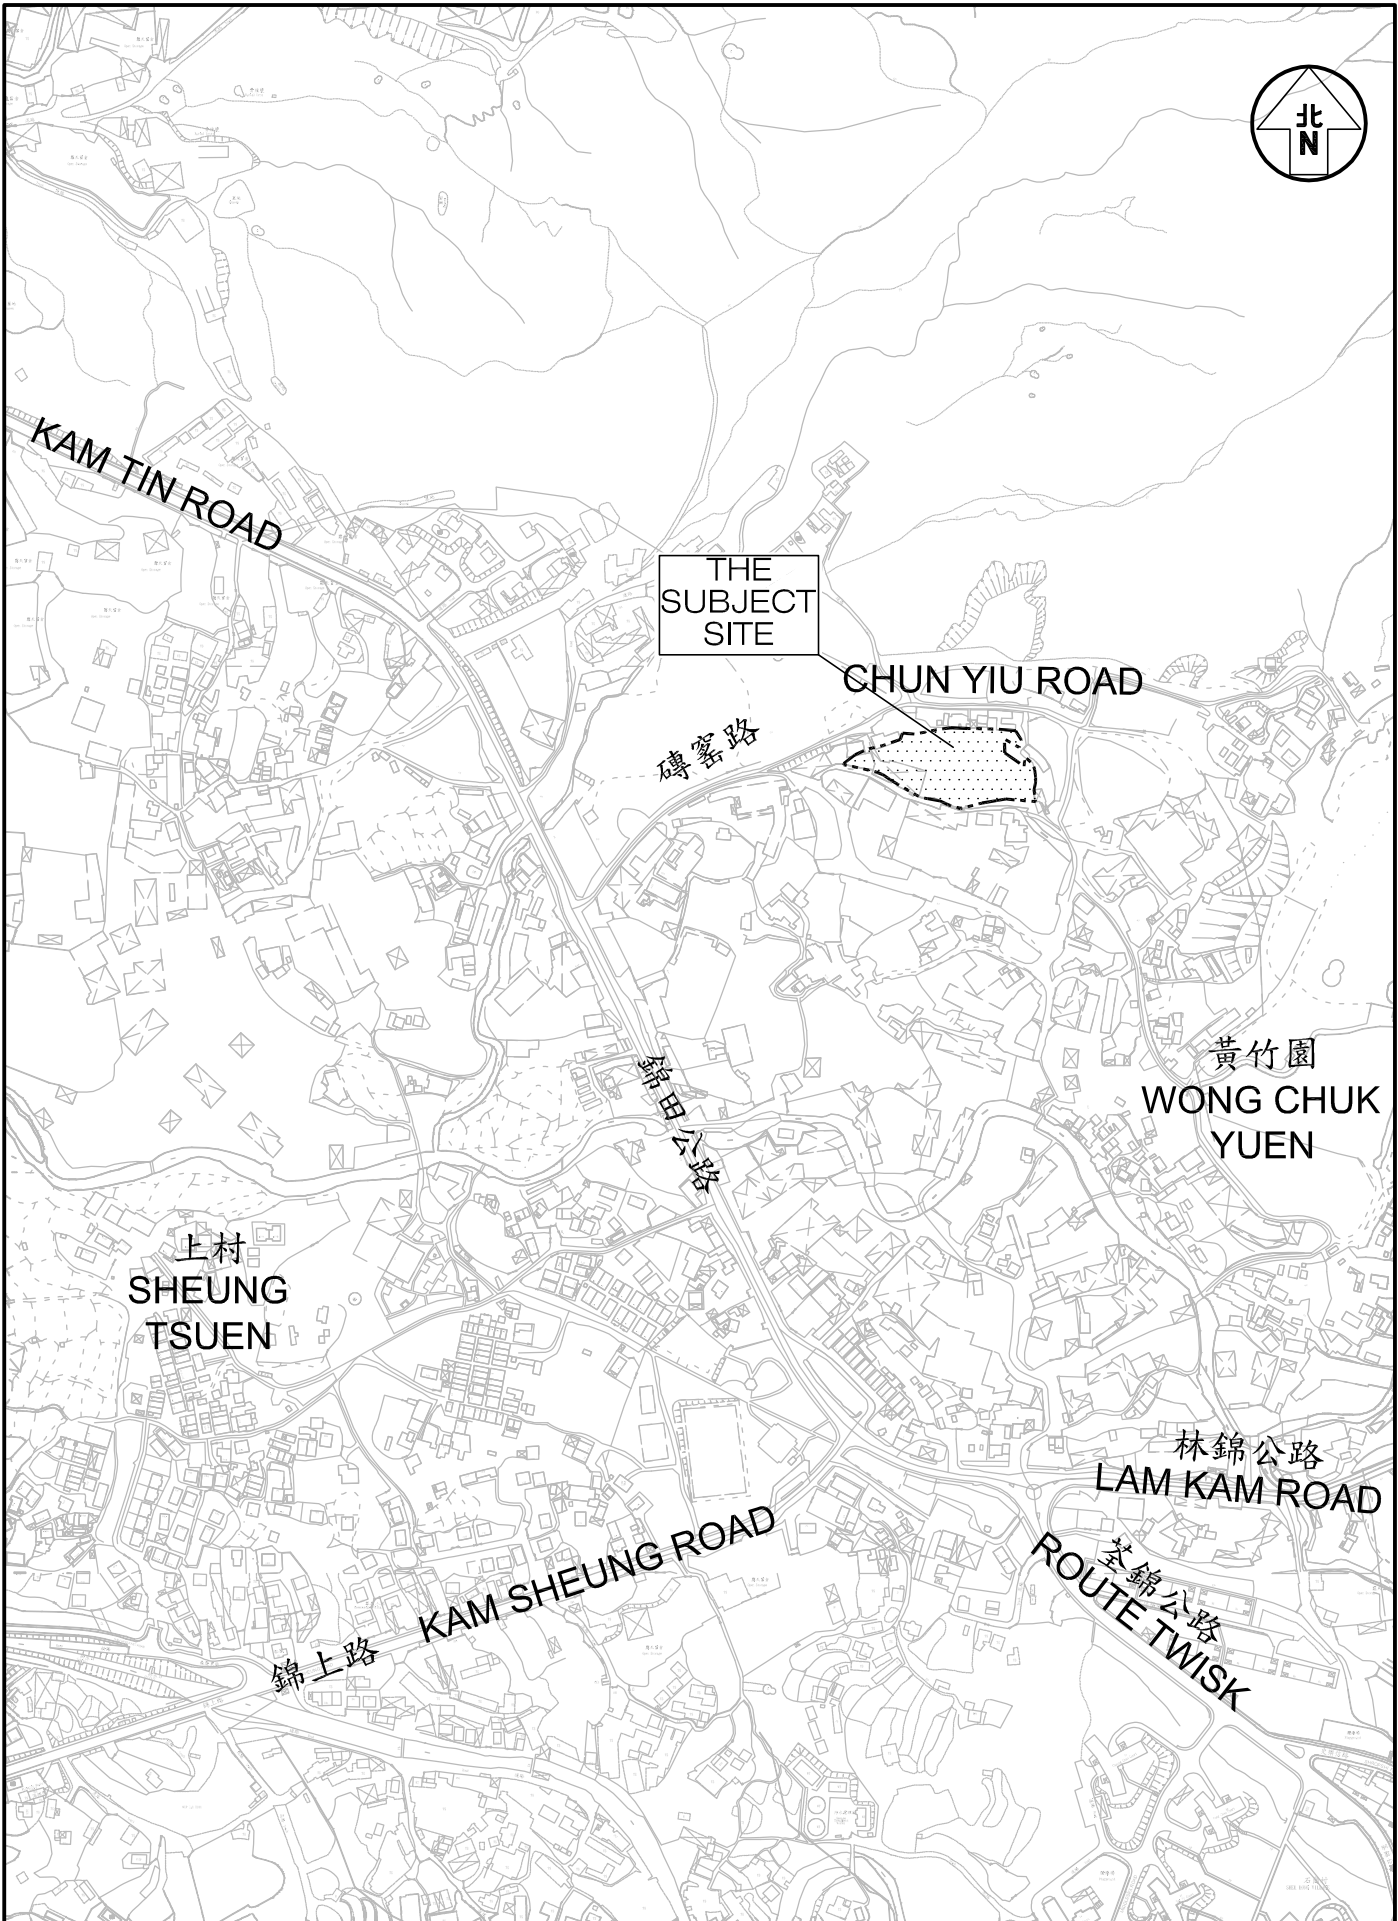 北
N
KAM TIN ROAD
THE
SUBJECT
SITE
CHUN YIU ROAD
磚窰路
錦田公路
黃竹園
WONG CHUK
YUEN
上村
SHEUNG
TSUEN
林錦公路
LAM KAM ROAD
荃錦公路
ROUTE TWISK
KAM SHEUNG ROAD
錦上路